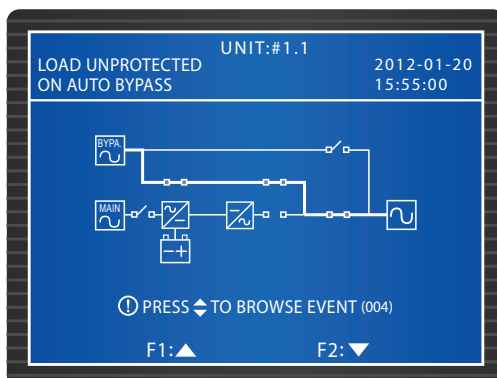 UNIT:#1.1
LOAD UNPROTECTED
ON AUTO BYPASS
2012-01-20
15:55:00
BYPA.
MAIN
! PRESS TO BROWSE EVENT (004)
F1:▲ F2:▼